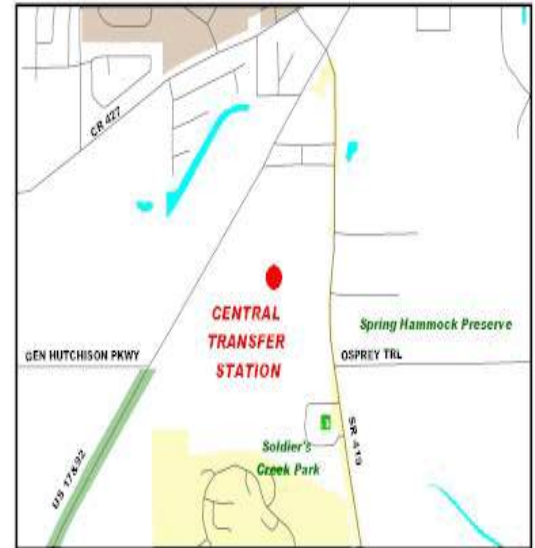 CR 427
CENTRAL
TRANSFER
STATION
Spring Hammock Preserve
GEN HUTCHISON PKWY
OSPREY TRL
US 17&92
Soldier's
Creek Park
SR 419